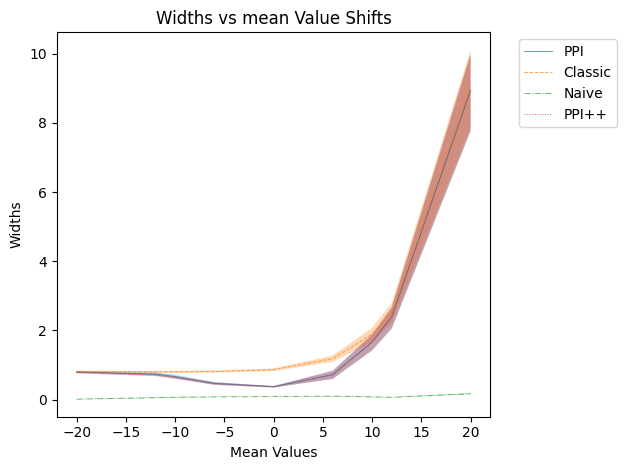 Widths vs mean Value Shifts
PPI
Classic
Naive
PPI++
10
8
6
4
2
0
Widths
−20
−15
−10
−5
0
5
10
15
20
Mean Values